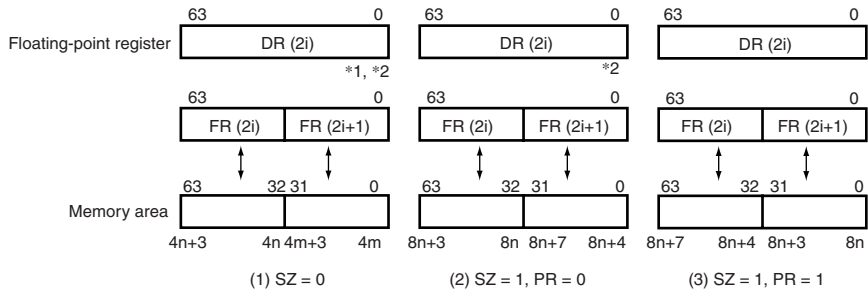 63 0 63 0 63 0
Floating-point register DR (2i) DR (2i) DR (2i)
*1, *2 *2
63 0 63 0 63 0
FR (2i) FR (2i+1) FR (2i) FR (2i+1) FR (2i) FR (2i+1)
63 32 31 0 63 32 31 0 63 32 31 0
Memory area
4n+3 4n 4m+3 4m 8n+3 8n 8n+7 8n+4 8n+7 8n+4 8n+3 8n
(1) SZ = 0 (2) SZ = 1, PR = 0 (3) SZ = 1, PR = 1